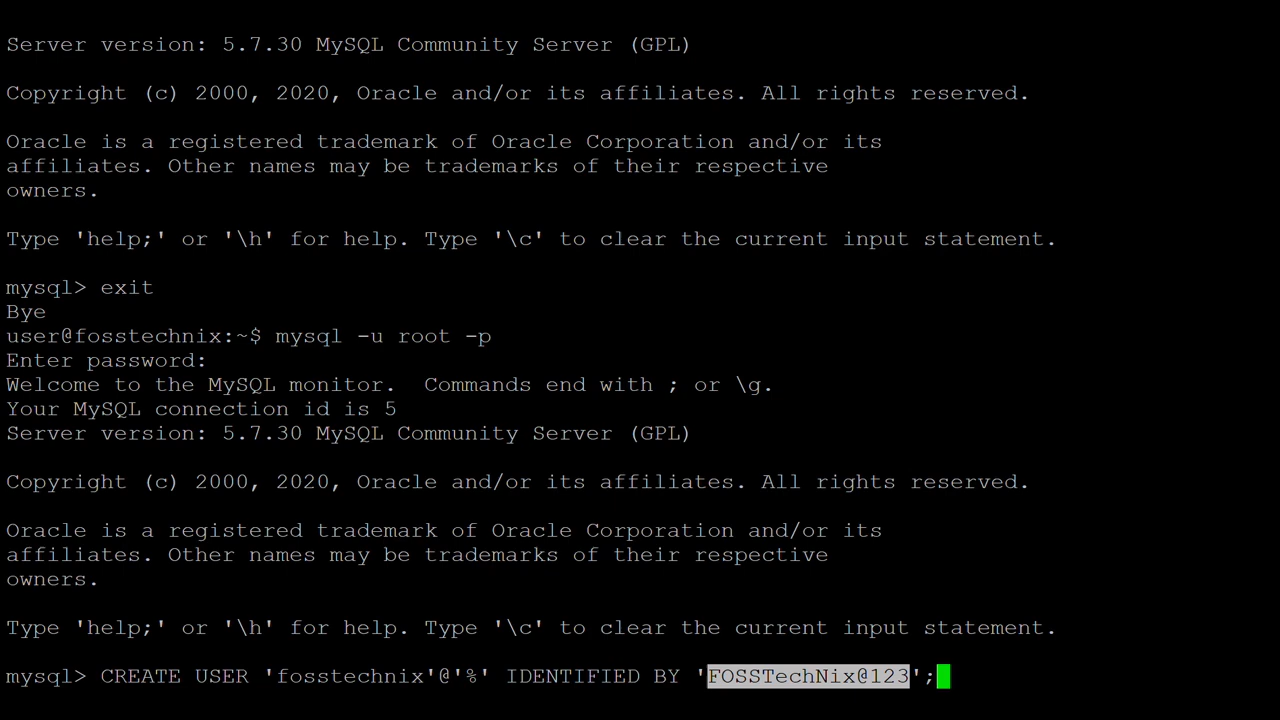 Server version: 5.7.30 MySQL Community Server (GPL)
Copyright (c) 2000, 2020, Oracle and/or its affiliates. All rights reserved.
Oracle is a registered trademark of Oracle Corporation and/or its
affiliates. Other names may be trademarks of their respective
owners.
Type 'help;' or '\h' for help. Type '\c' to clear the current input statement.
mysql> exit
Bye
user@fosstechnix:~$ mysql -u root -p
Enter password:
Welcome to the MySQL monitor.  Commands end with ; or \g.
Your MySQL connection id is 5
Server version: 5.7.30 MySQL Community Server (GPL)
Copyright (c) 2000, 2020, Oracle and/or its affiliates. All rights reserved.
Oracle is a registered trademark of Oracle Corporation and/or its
affiliates. Other names may be trademarks of their respective
owners.
Type 'help;' or '\h' for help. Type '\c' to clear the current input statement.
mysql> CREATE USER 'fosstechnix'@'%' IDENTIFIED BY 'FOSSTechNix@123';